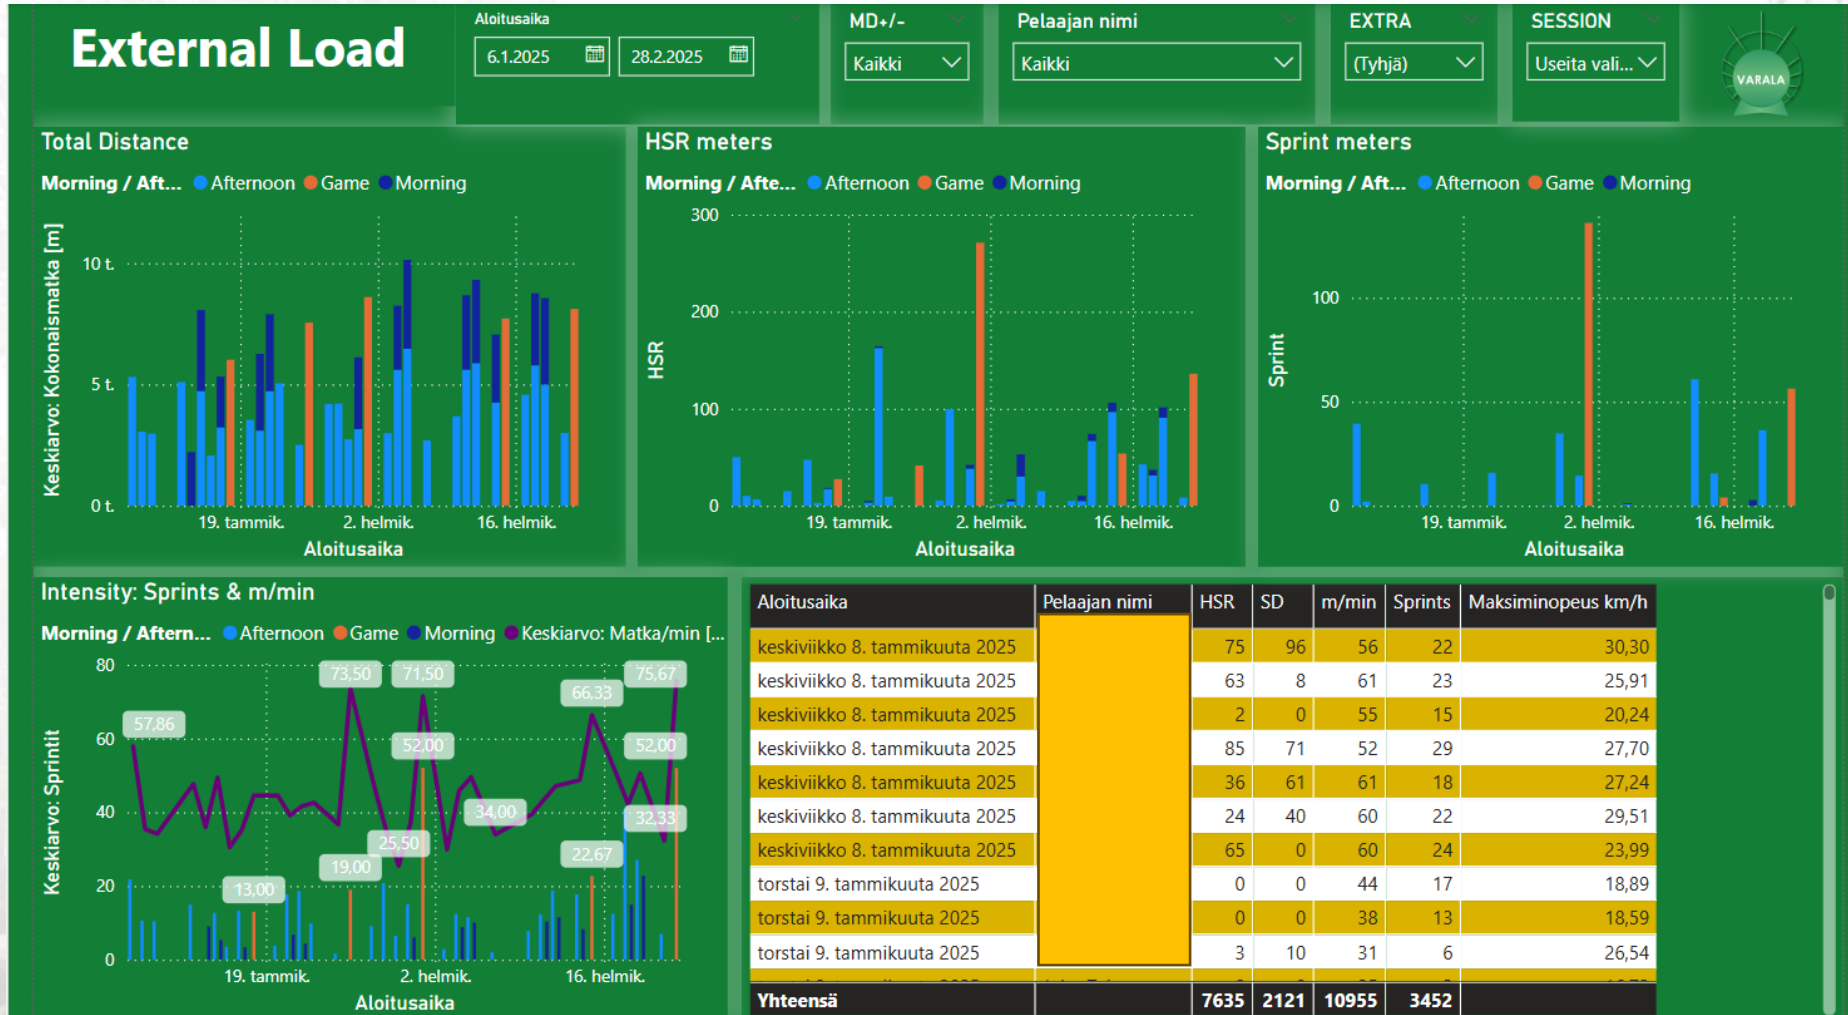 External Load
Aloitusaika
6.1.2025
28.2.2025
MD+/-
Kaikki
Pelaajan nimi
Kaikki
EXTRA
(Tyhjä)
SESSION
Useita vali...
VARALA
Total Distance
Morning / Aft... Afternoon Game Morning
Keskiarvo: Kokonaismatka [m]
10 t.
5 t.
0 t.
19. tammik. 2. helmik. 16. helmik.
Aloitusaika
HSR meters
Morning / Afte... Afternoon Game Morning
HSR
300
200
100
0
19. tammik. 2. helmik. 16. helmik.
Aloitusaika
Sprint meters
Morning / Aft... Afternoon Game Morning
Sprint
100
50
0
19. tammik. 2. helmik. 16. helmik.
Aloitusaika
Intensity: Sprints & m/min
Morning / Aftern... Afternoon Game Morning Keskiarvo: Matka/min [...
Keskiarvo: Sprintit
80
60
40
20
0
57,86
73,50
71,50
66,33
75,67
52,00
52,00
34,00
25,50
32,33
13,00
19,00
22,67
19. tammik. 2. helmik. 16. helmik.
Aloitusaika
Aloitusaika Pelaajan nimi HSR SD m/min Sprints Maksiminopeus km/h
keskiviikko 8. tammikuuta 2025 75 96 56 22 30,30
keskiviikko 8. tammikuuta 2025 63 8 61 23 25,91
keskiviikko 8. tammikuuta 2025 2 0 55 15 20,24
keskiviikko 8. tammikuuta 2025 85 71 52 29 27,70
keskiviikko 8. tammikuuta 2025 36 61 61 18 27,24
keskiviikko 8. tammikuuta 2025 24 40 60 22 29,51
keskiviikko 8. tammikuuta 2025 65 0 60 24 23,99
torstai 9. tammikuuta 2025 0 0 44 17 18,89
torstai 9. tammikuuta 2025 0 0 38 13 18,59
torstai 9. tammikuuta 2025 3 10 31 6 26,54
Yhteensä 7635 2121 10955 3452